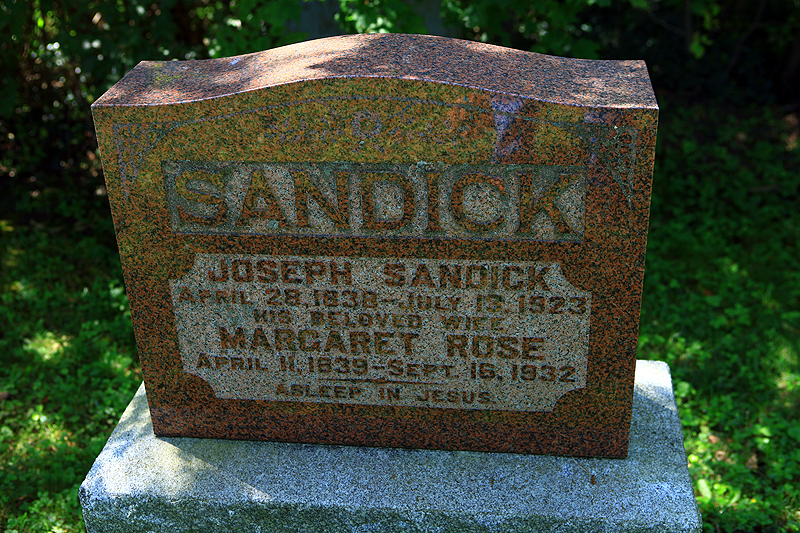 SANDICK
JOSEPH SANDICK
APRIL 28, 1838–JULY 13, 1923
HIS BELOVED WIFE
MARGARET ROSE
APRIL 11, 1839–SEPT. 16, 1932
ASLEEP IN JESUS.